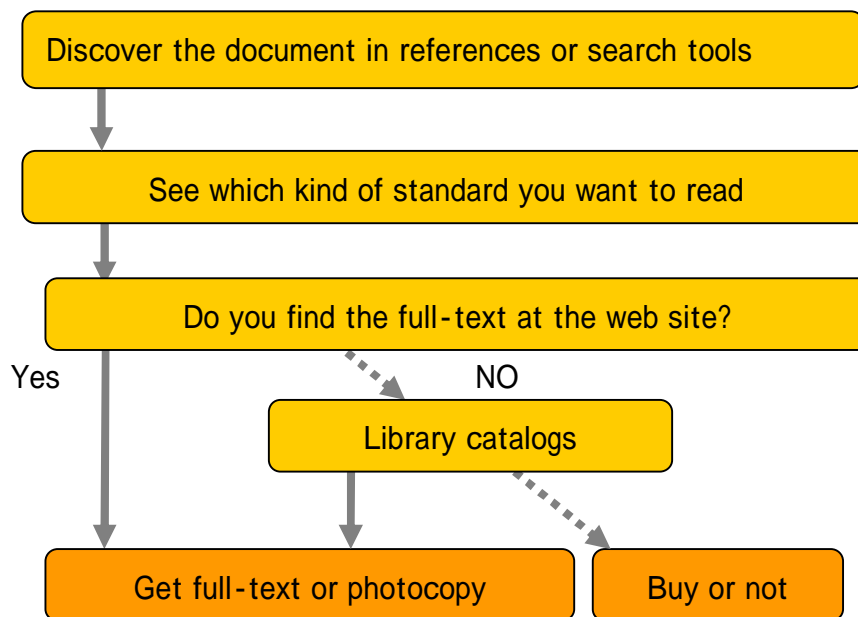 Discover the document in references or search tools
See which kind of standard you want to read
Do you find the full-text at the web site?
Yes
NO
Library catalogs
Get full-text or photocopy
Buy or not